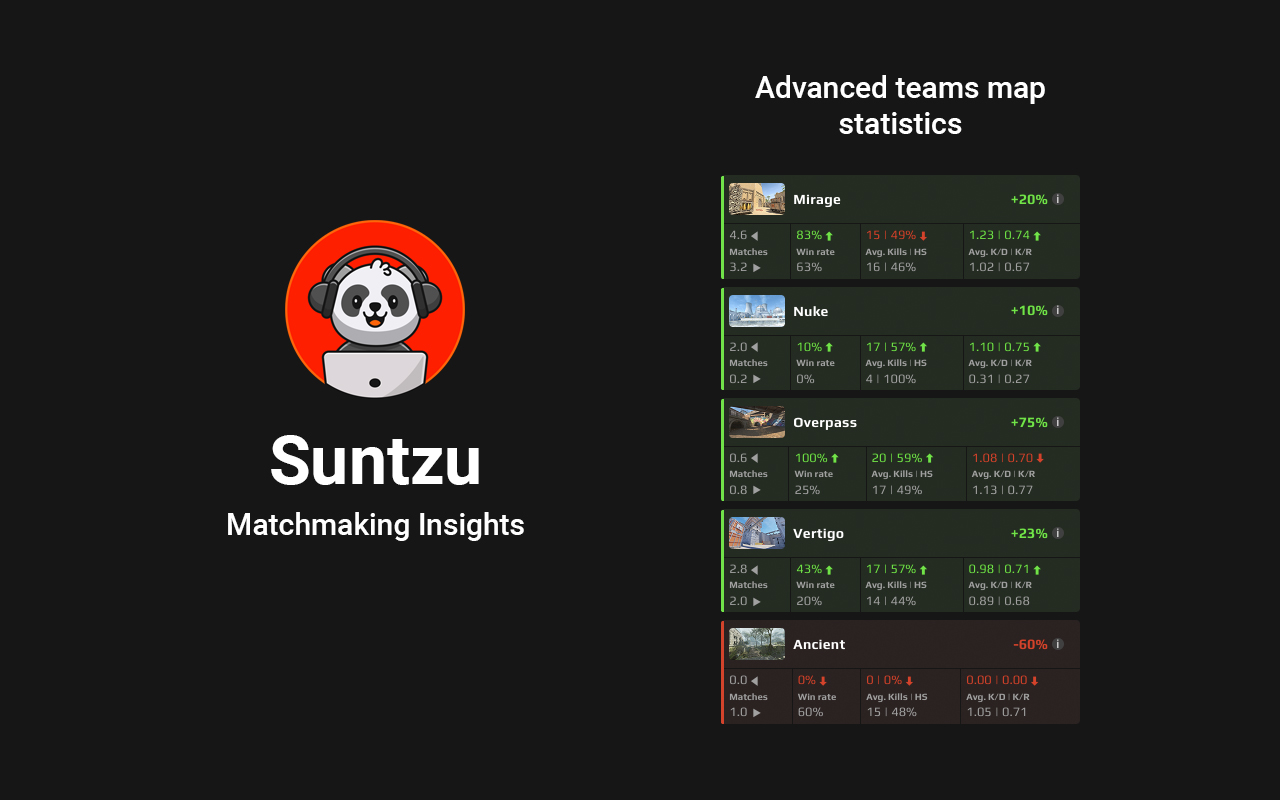 Suntzu
Matchmaking Insights
Advanced teams map
statistics
Mirage +20%
4.6 83% 15 | 49% 1.23 | 0.74
Matches Win rate Avg. Kills | HS Avg. K/D | K/R
3.2 63% 16 | 46% 1.02 | 0.67
Nuke +10%
2.0 10% 17 | 57% 1.10 | 0.75
Matches Win rate Avg. Kills | HS Avg. K/D | K/R
0.2 0% 4 | 100% 0.31 | 0.27
Overpass +75%
0.6 100% 20 | 59% 1.08 | 0.70
Matches Win rate Avg. Kills | HS Avg. K/D | K/R
0.8 25% 17 | 49% 1.13 | 0.77
Vertigo +23%
2.8 43% 17 | 57% 0.98 | 0.71
Matches Win rate Avg. Kills | HS Avg. K/D | K/R
2.0 20% 14 | 44% 0.89 | 0.68
Ancient -60%
0.0 0% 0 | 0% 0.00 | 0.00
Matches Win rate Avg. Kills | HS Avg. K/D | K/R
1.0 60% 15 | 48% 1.05 | 0.71